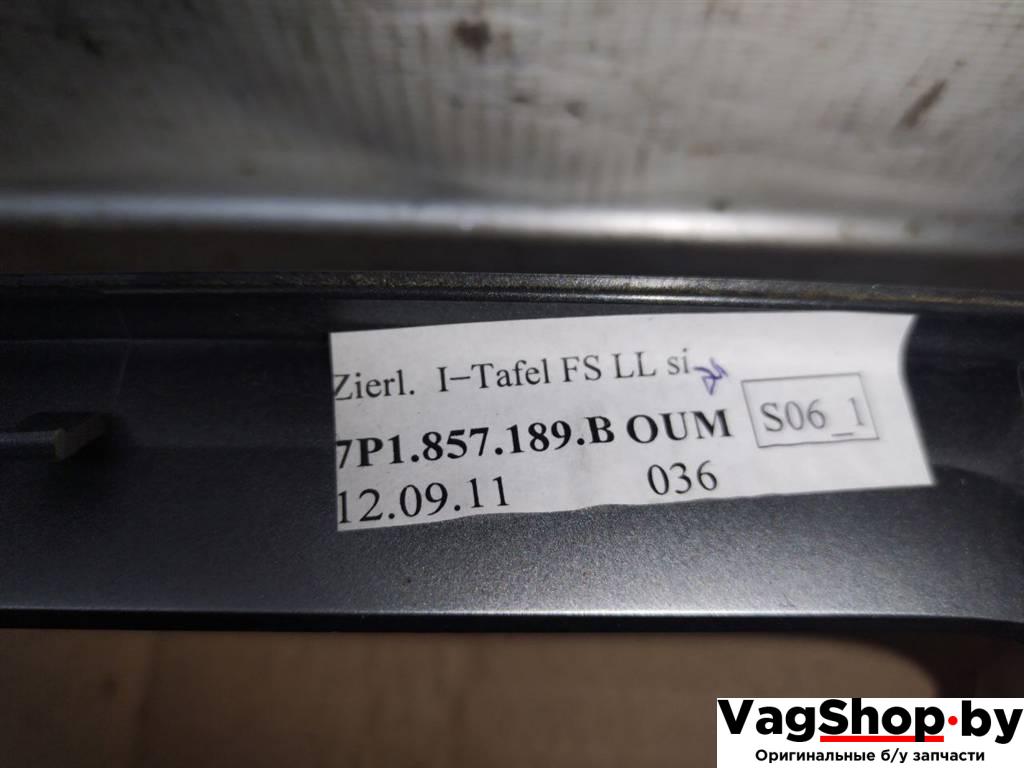 Zierl. I-Tafel FS LL si
7P1.857.189.B OUM
S06_1
12.09.11 036
VagShop.by
Оригинальные б/у запчасти